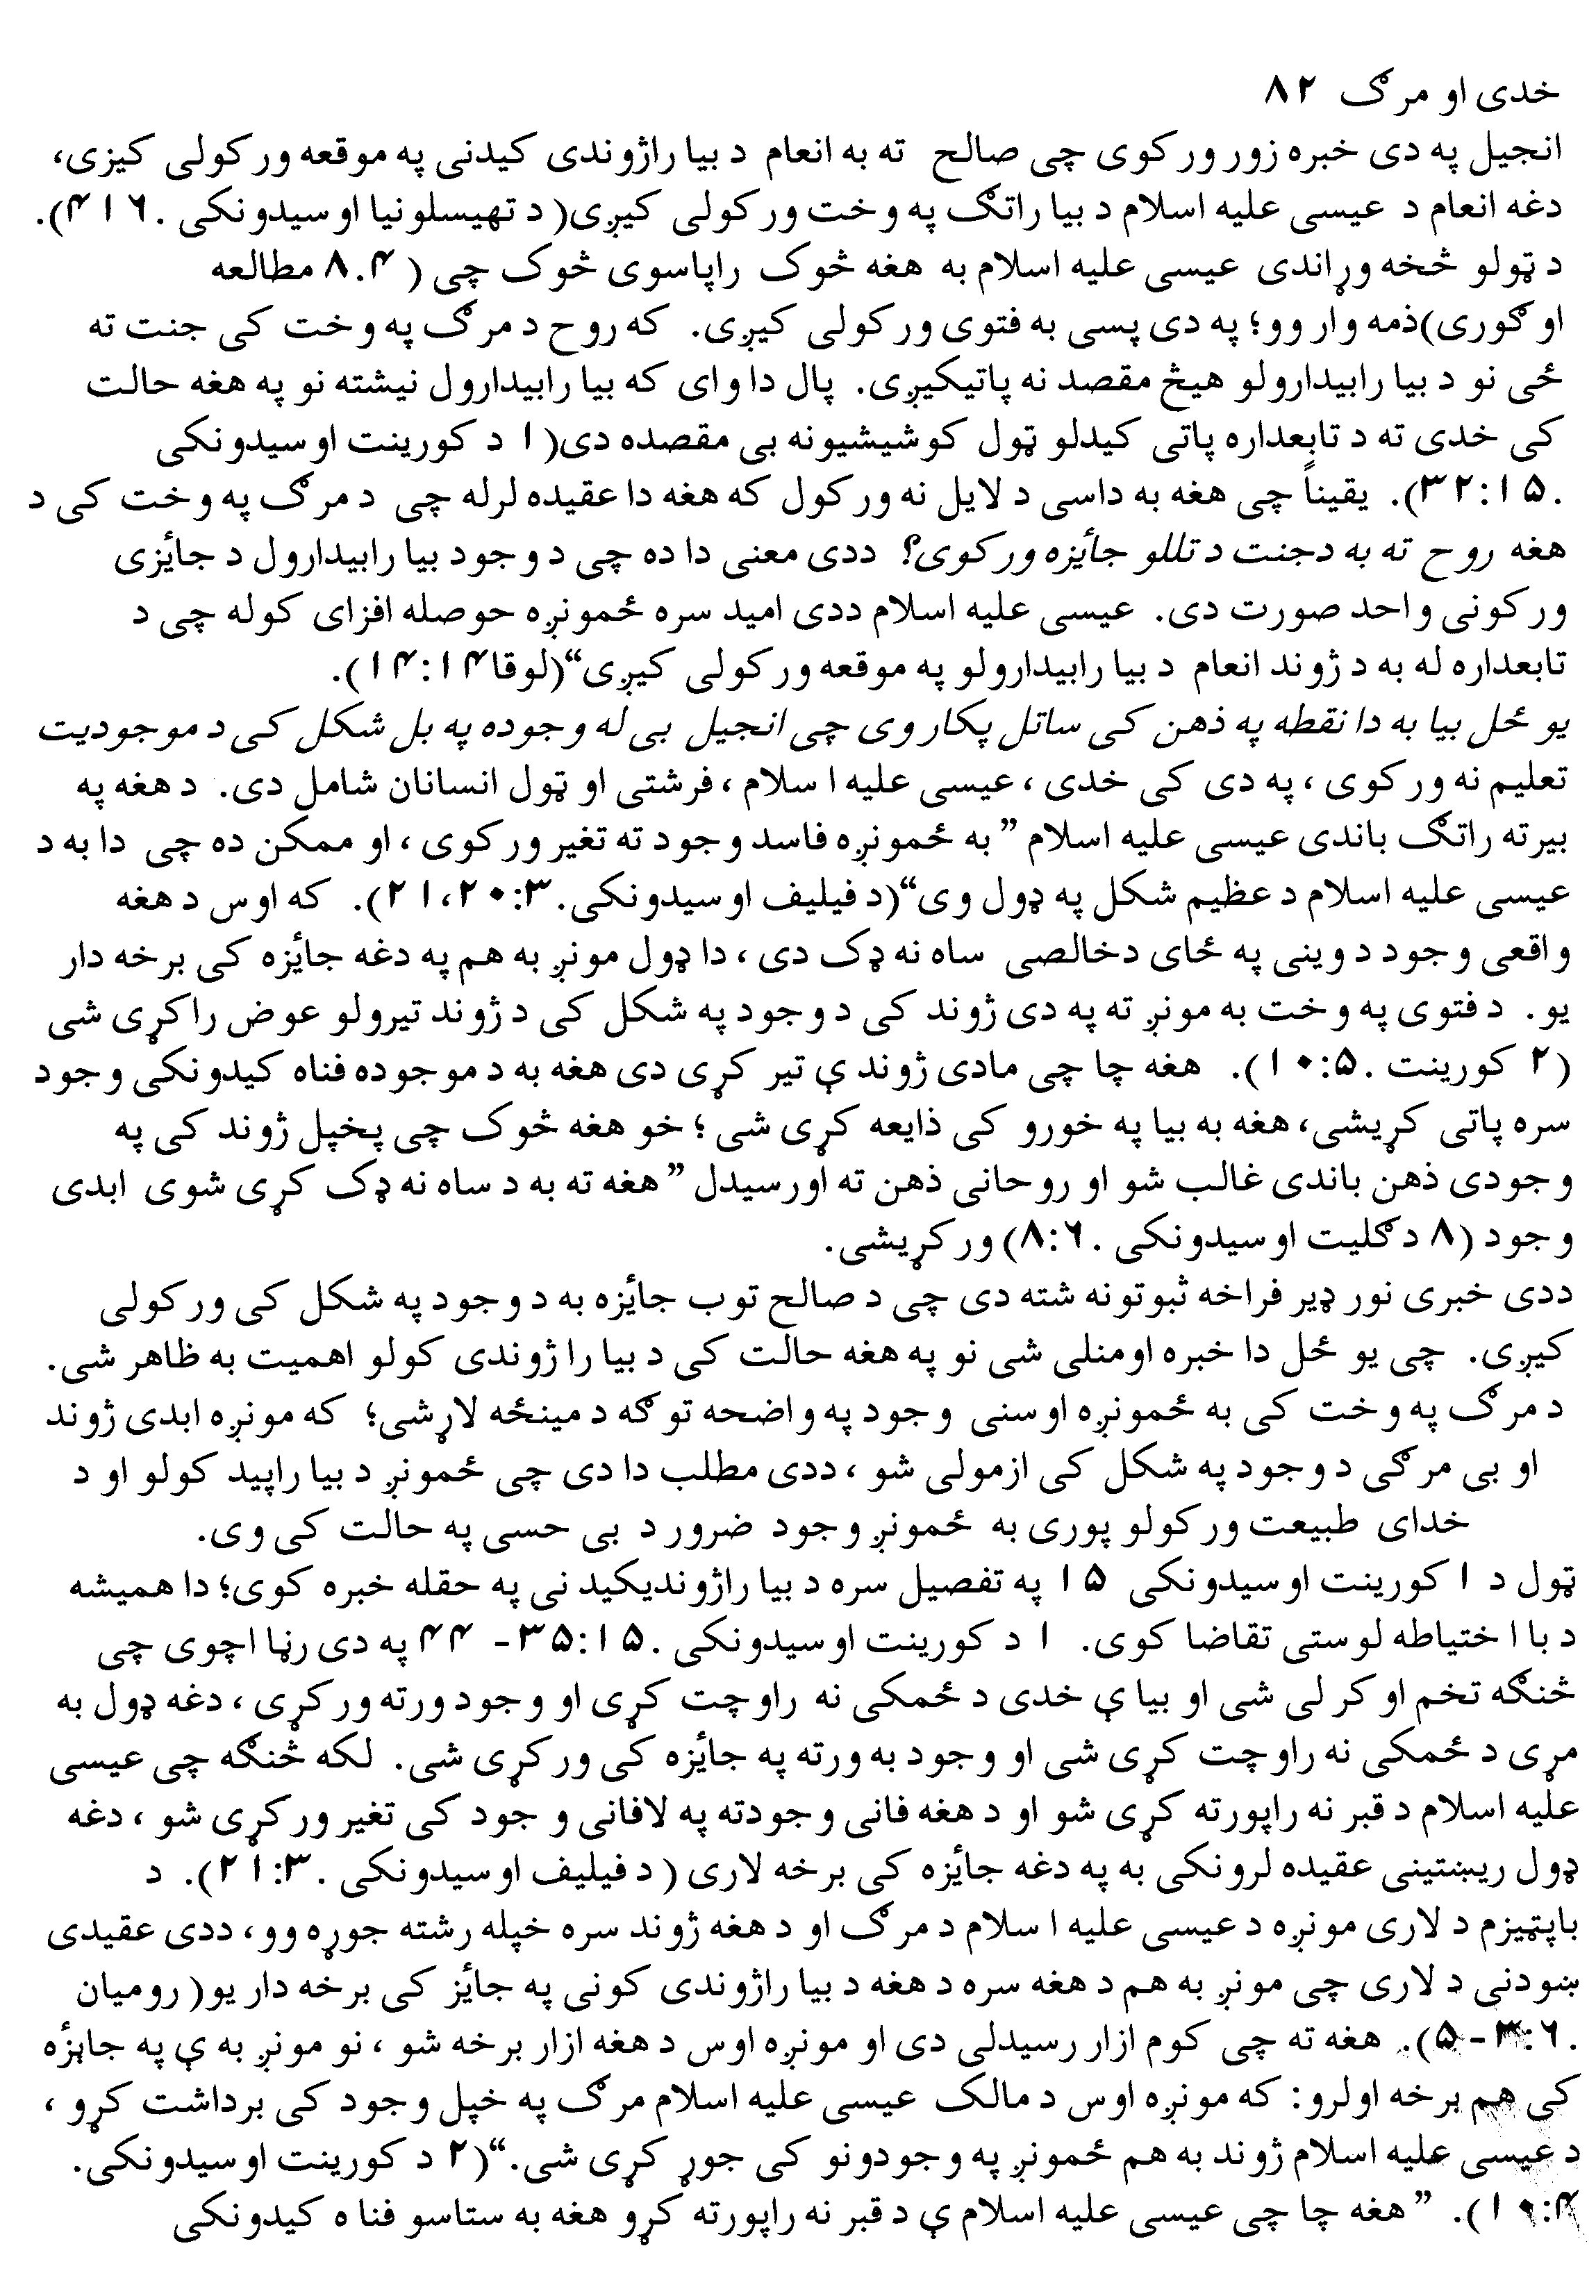 خدی او مرګ ۸۲
انجیل په دی خبره زور ورکوی چی صالح ته به انعام د بیا راژوندی کیدنی په موقعه ورکولی کیزی،
دغه انعام د عیسی علیه اسلام د بیا راتګ په وخت ورکولی کیږی( د تهیسلونیا اوسیدونکی .۴۱۶).
د ټولو څخه وړاندی عیسی علیه اسلام به هغه څوک راپاسوی څوک چی ( ۸.۴ مطالعه
اوګوری)ذمه وار وو؛ په دی پسی به فتوی ورکولی کیږی. که روح د مرګ په وخت کی جنت ته
ځی نو د بیا رابیدارولو هیڅ مقصد نه پاتیکیږی. پال دا وای که بیا رابیدارول نیشته نو په هغه حالت
کی خدی ته د تابعداره پاتی کیدلو ټول کوشیشیونه بی مقصده دی( ۱ د کورینت اوسیدونکی
.۳۲:۱۵). یقیناً چی هغه به داسی دلایل نه ورکول که هغه دا عقیده لرله چی د مرګ په وخت کی د
هغه روح ته به دجنت د تللو جائزه ورکوی؟ ددی معنی دا ده چی د وجود بیا رابیدارول د جائزی
ورکونی واحد صورت دی. عیسی علیه اسلام ددی امید سره ځمونږه حوصله افزای کوله چی د
تابعداره له به د ژوند انعام د بیا رابیدارولو په موقعه ورکولی کیږی“(لوقا۱۴:۱۴).
یو ځل بیا به دا نقطه په ذهن کی ساتل پکار وی چی انجیل بی له وجوده په بل شکل کی د موجودیت
تعلیم نه ورکوی ، په دی کی خدی ، عیسی علیه ا سلام ، فرشتی او ټول انسانان شامل دی. د هغه په
بیرته راتګ باندی عیسی علیه اسلام ” به ځمونږه فاسد وجود ته تغیر ورکوی ، او ممکن ده چی دا به د
عیسی علیه اسلام د عظیم شکل په ډول وی“(د فیلیف اوسیدونکی.۲۱،۲۰:۳). که اوس د هغه
واقعی وجود د وینی په ځای دخالصی ساه نه ډک دی ، دا ډول مونږ به هم په دغه جائزه کی برخه دار
یو. د فتوی په وخت به مونږ ته په دی ژوند کی د وجود په شکل کی د ژوند تیرولو عوض راکړی شی
(۲ کورینت .۱۰:۵). هغه چا چی مادی ژوند ې تیر کړی دی هغه به د موجوده فناه کیدونکی وجود
سره پاتی کړیشی، هغه به بیا په خورو کی ذایعه کړی شی ؛ خو هغه څوک چی پخپل ژوند کی په
وجودی ذهن باندی غالب شو او روحانی ذهن ته اورسیدل ” هغه ته به د ساه نه ډک کړی شوی ابدی
وجود (۸ د ګلیت اوسیدونکی .۸:۶) ورکړیشی.
ددی خبری نور ډیر فراخه ثبوتونه شته دی چی د صالح توب جائزه به د وجود په شکل کی ورکولی
کیږی. چی یو ځل دا خبره اومنلی شی نو په هغه حالت کی د بیا را ژوندی کولو اهمیت به ظاهر شی.
د مرګ په وخت کی به ځمونږه اوسنی وجود په واضحه توګه د مینځه لاړشی؛ که مونږه ابدی ژوند
او بی مرګی د وجود په شکل کی ازمولی شو ، ددی مطلب دا دی چی ځمونږ د بیا راپید کولو او د
خدای طبیعت ورکولو پوری به ځمونږ وجود ضرور د بی حسی په حالت کی وی.
ټول د ۱ کورینت اوسیدونکی ۱۵ په تفصیل سره د بیا راژوندیکید نی په حقله خبره کوی؛ دا همیشه
د با ا ختیاطه لوستی تقاضا کوی. ۱ د کورینت اوسیدونکی .۳۵:۱۵- ۴۴ په دی رڼا اچوی چی
څنګه تخم اوکر لی شی او بیا ې خدی د ځمکی نه راوچت کړی او وجود ورته ورکړی ، دغه ډول به
مړی د ځمکی نه راوچت کړی شی او وجود به ورته په جائزه کی ورکړی شی. لکه څنګه چی عیسی
علیه اسلام د قبر نه راپورته کړی شو او د هغه فانی وجودته په لافانی وجود کی تغیر ورکړی شو ، دغه
ډول ریښتینی عقیده لرونکی به په دغه جائزه کی برخه لاری ( د فیلیف اوسیدونکی .۲۱:۳). د
باپټیزم د لاری مونږه د عیسی علیه ا سلام د مرګ او د هغه ژوند سره خپله رشته جوړه وو، ددی عقیدی
ښودنی د لاری چی مونږ به هم د هغه سره د هغه د بیا راژوندی کونی په جائز کی برخه دار یو( رومیان
.۳:۶-۵). هغه ته چی کوم ازار رسیدلی دی او مونږه اوس د هغه ازار برخه شو ، نو مونږ به ې په جایزه
کی هم برخه اولرو: که مونږه اوس د مالک عیسی علیه اسلام مرګ په خپل وجود کی برداشت کړو ،
د عیسی علیه اسلام ژوند به هم ځمونږ په وجودونو کی جوړ کړی شی.“(۲ د کورینت اوسیدونکی.
۱۰:۴). ” هغه چا چی عیسی علیه اسلام ې د قبر نه راپورته کړو هغه به ستاسو فنا ه کیدونکی